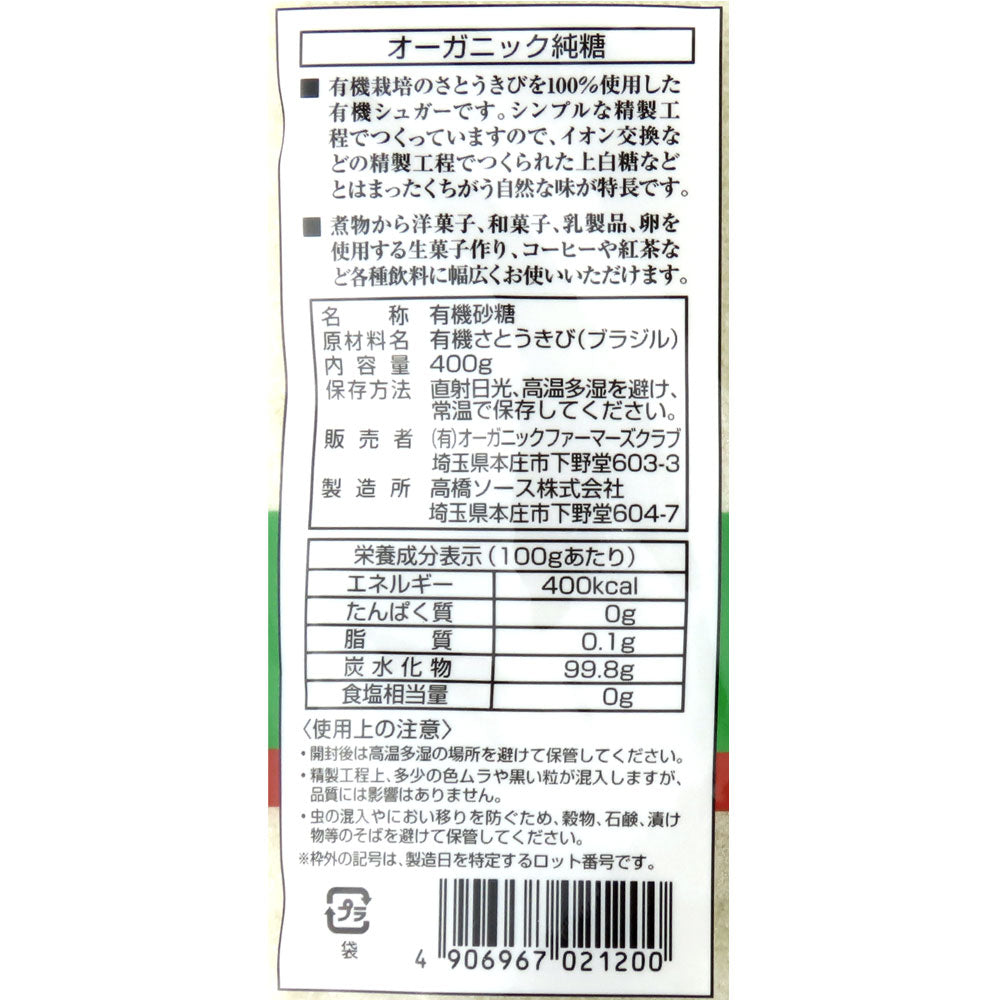 オーガニック純糖
■ 有機栽培のさとうきびを100％使用した
有機シュガーです。シンプルな精製工
程でつくっていますので、イオン交換な
どの精製工程でつくられた上白糖など
とはまったくちがう自然な味が特長です。
■ 煮物から洋菓子、和菓子、乳製品、卵を
使用する生菓子作り、コーヒーや紅茶な
ど各種飲料に幅広くお使いいただけます。
名称 有機砂糖
原材料名 有機さとうきび（ブラジル）
内容量 400g
保存方法 直射日光、高温多湿を避け、
常温で保存してください。
販売者 (有)オーガニックファーマーズクラブ
埼玉県本庄市下野堂603-3
製造所 高橋ソース株式会社
埼玉県本庄市下野堂604-7
栄養成分表示（100gあたり）
エネルギー 400kcal
たんぱく質 0g
脂質 0.1g
炭水化物 99.8g
食塩相当量 0g
〈使用上の注意〉
・開封後は高温多湿の場所を避けて保管してください。
・精製工程上、多少の色ムラや黒い粒が混入しますが、
品質には影響はありません。
・虫の混入やにおい移りを防ぐため、穀物、石鹸、漬け
物等のそばを避けて保管してください。
※枠外の記号は、製造日を特定するロット番号です。
プラ
袋
4 906967 021200